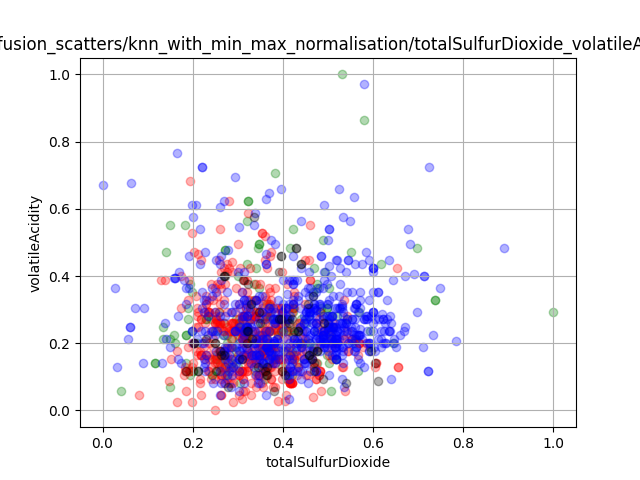 fusion_scatters/knn_with_min_max_normalisation/totalSulfurDioxide_volatileA
1.0
0.8
0.6
0.4
0.2
0.0
volatileAcidity
0.0 0.2 0.4 0.6 0.8 1.0
totalSulfurDioxide